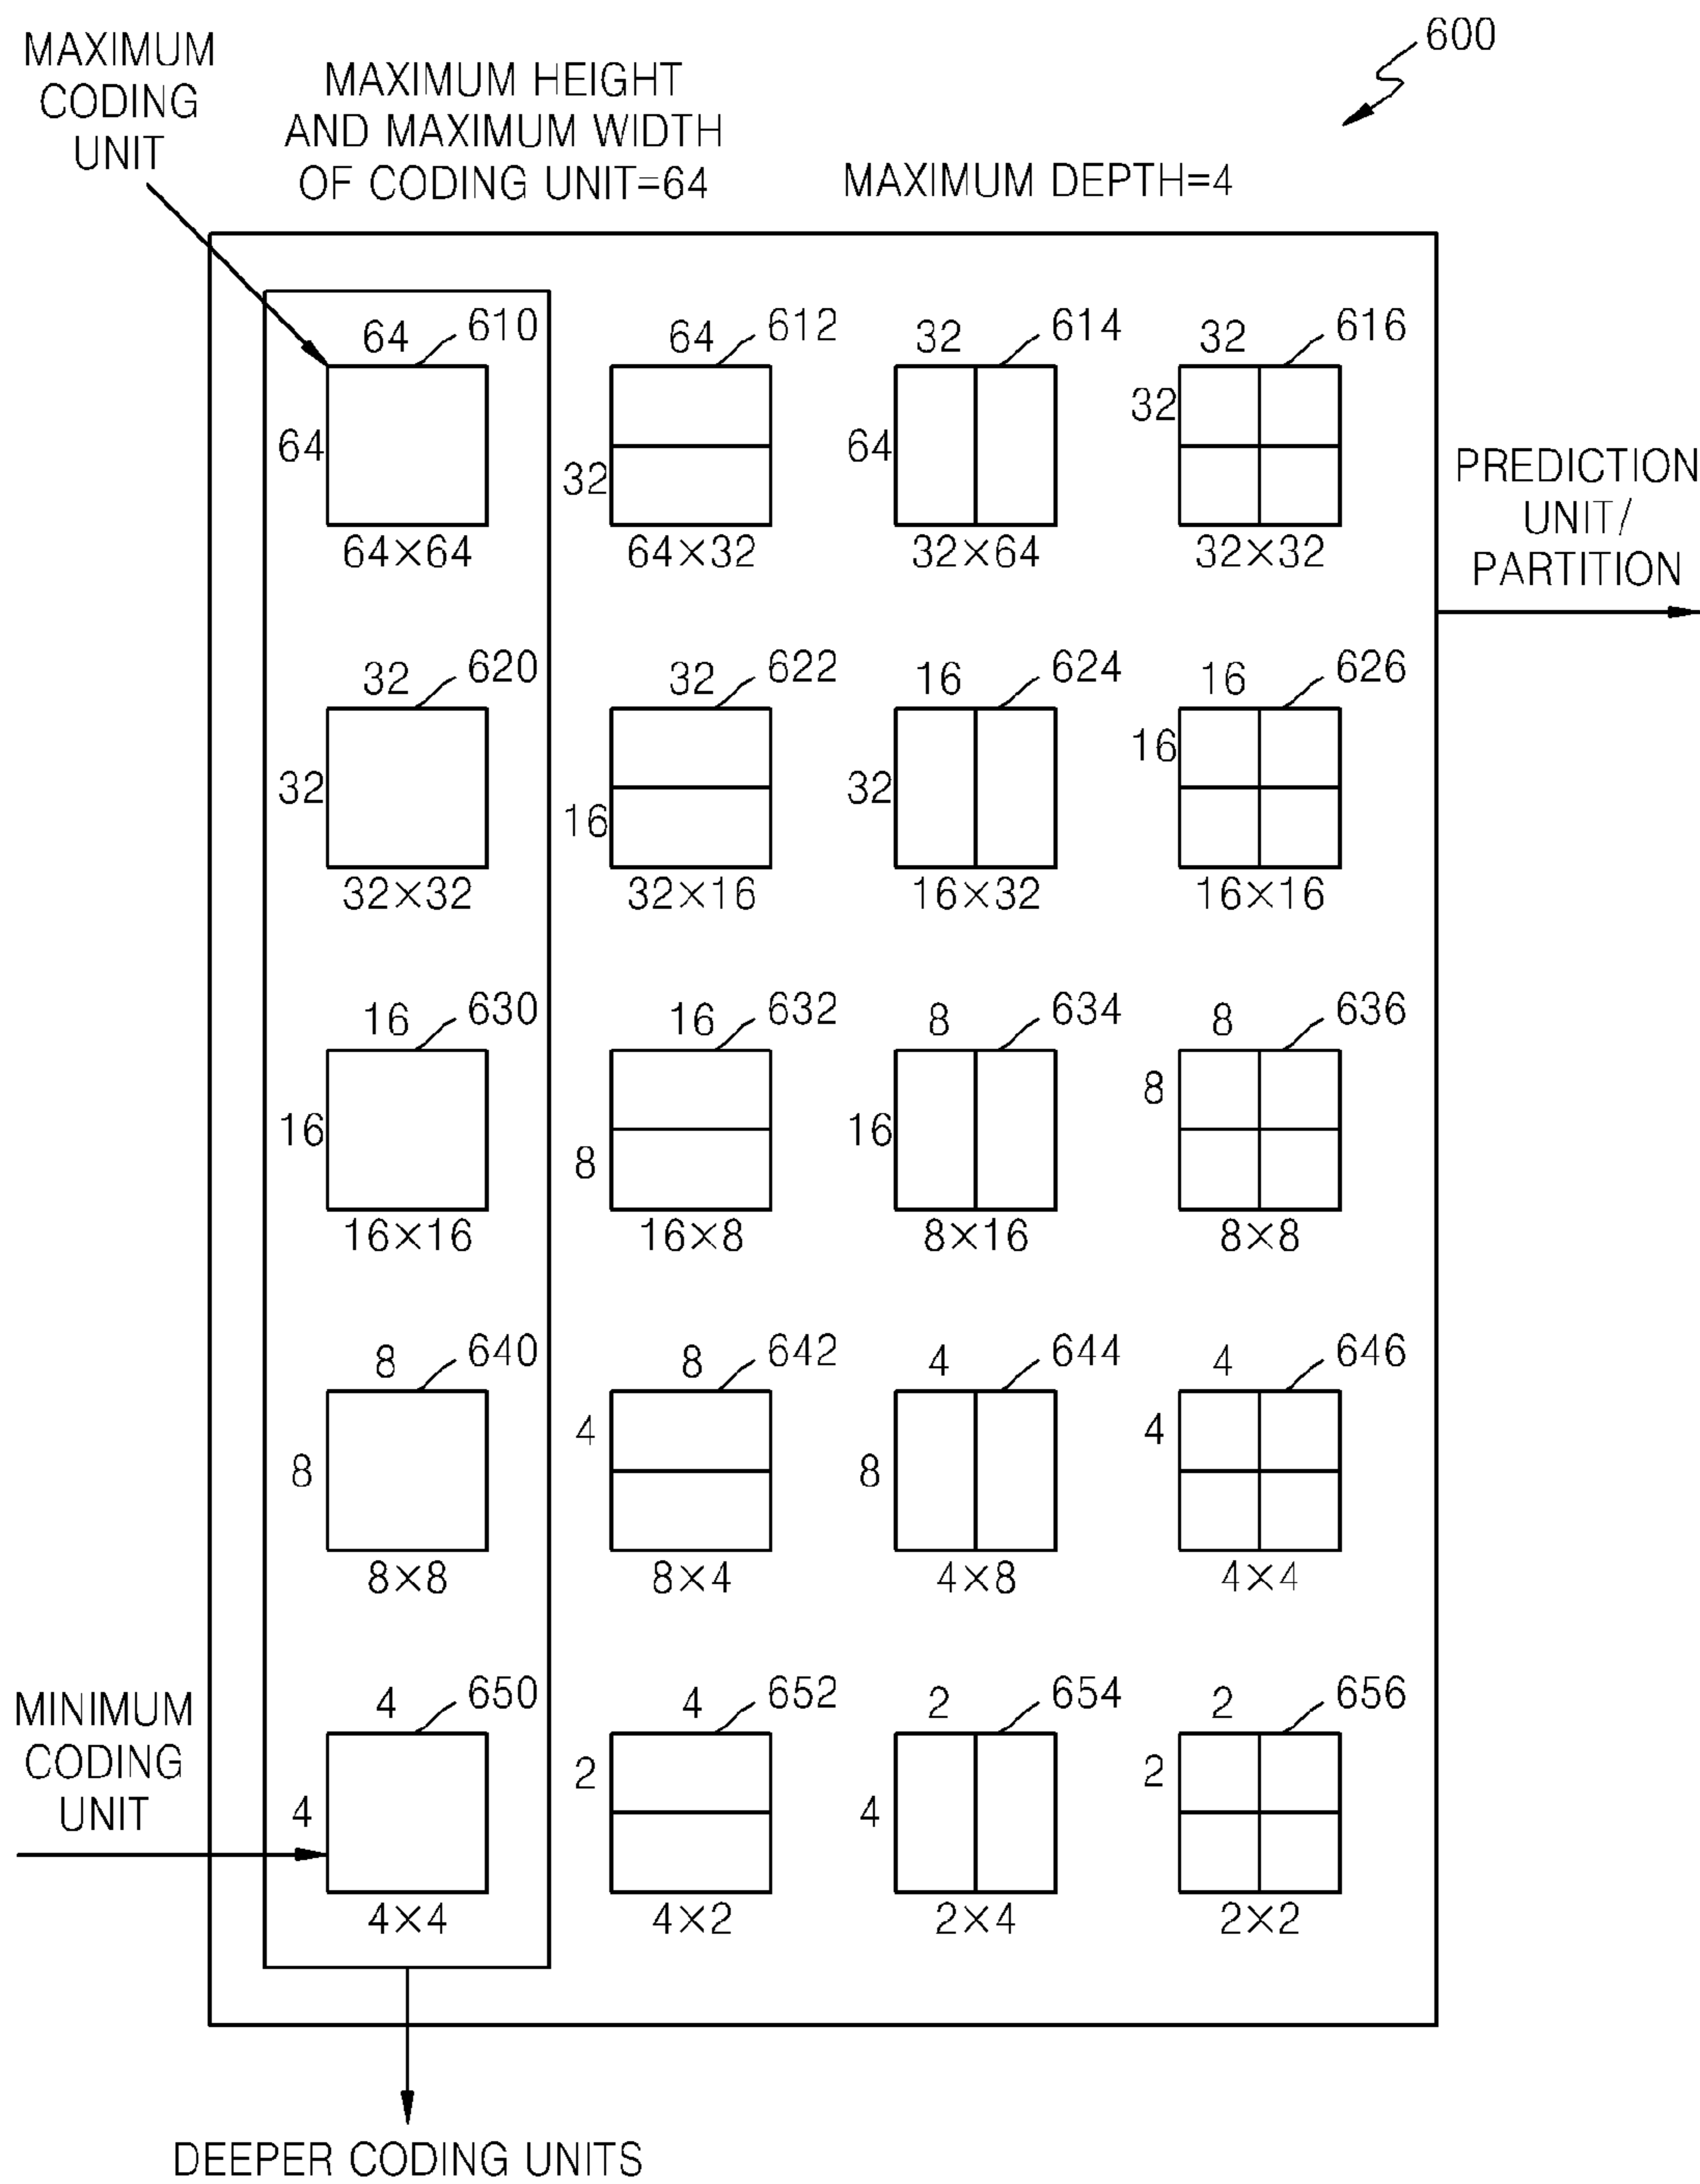 600
MAXIMUM
CODING
UNIT
MAXIMUM HEIGHT
AND MAXIMUM WIDTH
OF CODING UNIT=64
MAXIMUM DEPTH=4
64 610 64 612 32 614 32 616
64 32 64 32
64×64 64×32 32×64 32×32
PREDICTION
UNIT/
PARTITION
32 620 32 622 16 624 16 626
32 16 32 16
32×32 32×16 16×32 16×16
16 630 16 632 8 634 8 636
16 8 16 8
16×16 16×8 8×16 8×8
8 640 8 642 4 644 4 646
8 4 8 4
8×8 8×4 4×8 4×4
MINIMUM
CODING
UNIT
4 650 4 652 2 654 2 656
4 2 4 2
4×4 4×2 2×4 2×2
DEEPER CODING UNITS